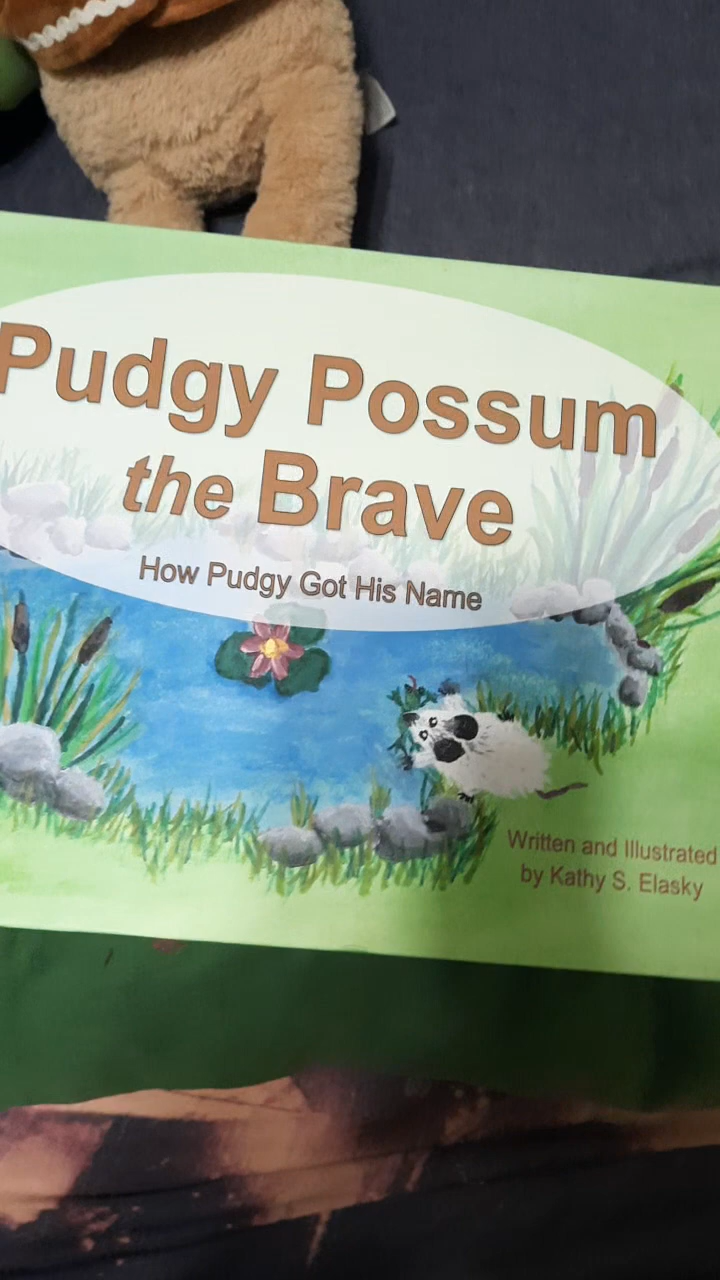 Pudgy Possum
the Brave
How Pudgy Got His Name
Written and Illustrated
by Kathy S. Elasky